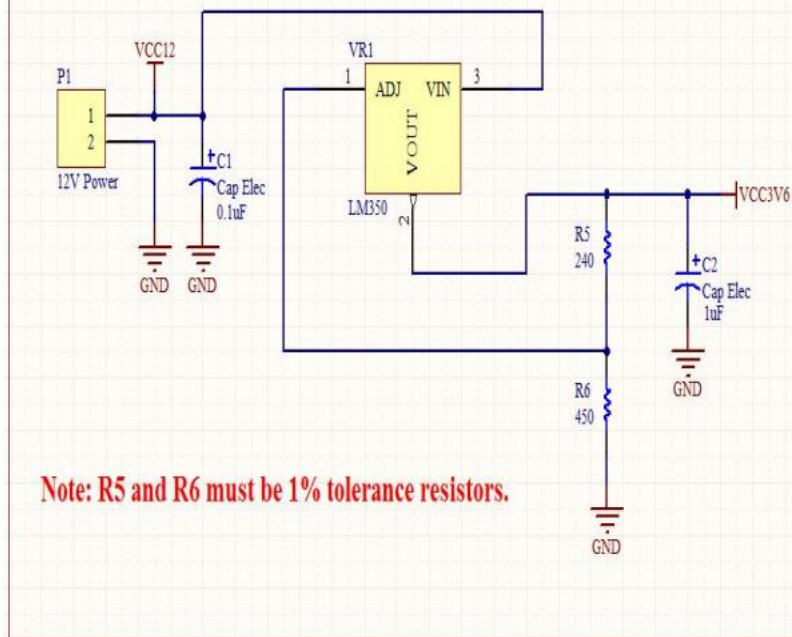 VCC12
P1
1
2
12V Power
+
C1
Cap Elec
0.1uF
GND
GND
VR1
1
ADJ
VIN
3
VOUT
LM350
2
VCC3V6
R5
240
+
C2
Cap Elec
1uF
GND
R6
450
GND
Note: R5 and R6 must be 1% tolerance resistors.